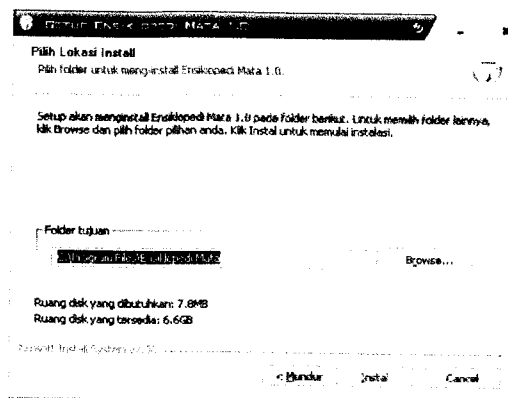 Pilih Lokasi Install
Pilih folder untuk meng-install Ensiklopedi Mata 1.0.
Setup akan menginstall Ensiklopedi Mata 1.0 pada folder berikut. Untuk memilih folder lainnya,
klik Browse dan pilih folder pilihan anda. Klik Instal untuk memulai instalasi.
Folder tujuan
Browse...
Ruang disk yang dibutuhkan: 7.8MB
Ruang disk yang tersedia: 6.6GB
< Mundur Instal Cancel